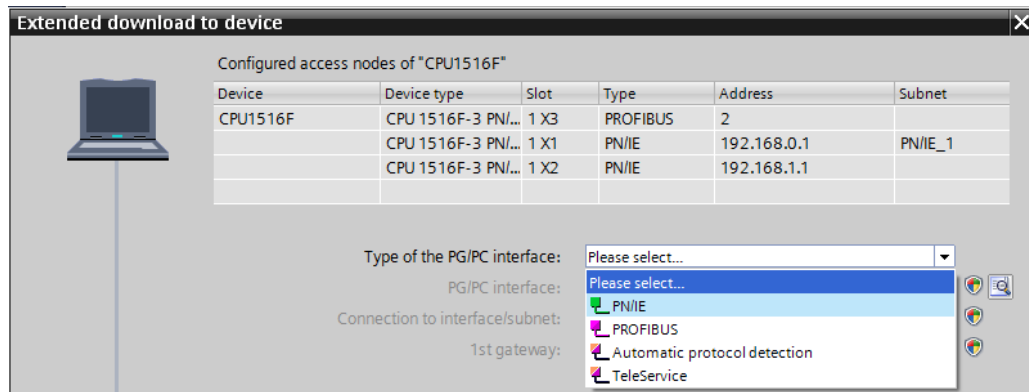 Extended download to device
Configured access nodes of "CPU1516F"
Device Device type Slot Type Address Subnet
CPU1516F CPU 1516F-3 PN/... 1 X3 PROFIBUS 2
CPU 1516F-3 PN/... 1 X1 PN/IE 192.168.0.1 PN/IE_1
CPU 1516F-3 PN/... 1 X2 PN/IE 192.168.1.1
Type of the PG/PC interface: Please select...
PG/PC interface: Please select...
PN/IE
Connection to interface/subnet: PROFIBUS
1st gateway: Automatic protocol detection
TeleService